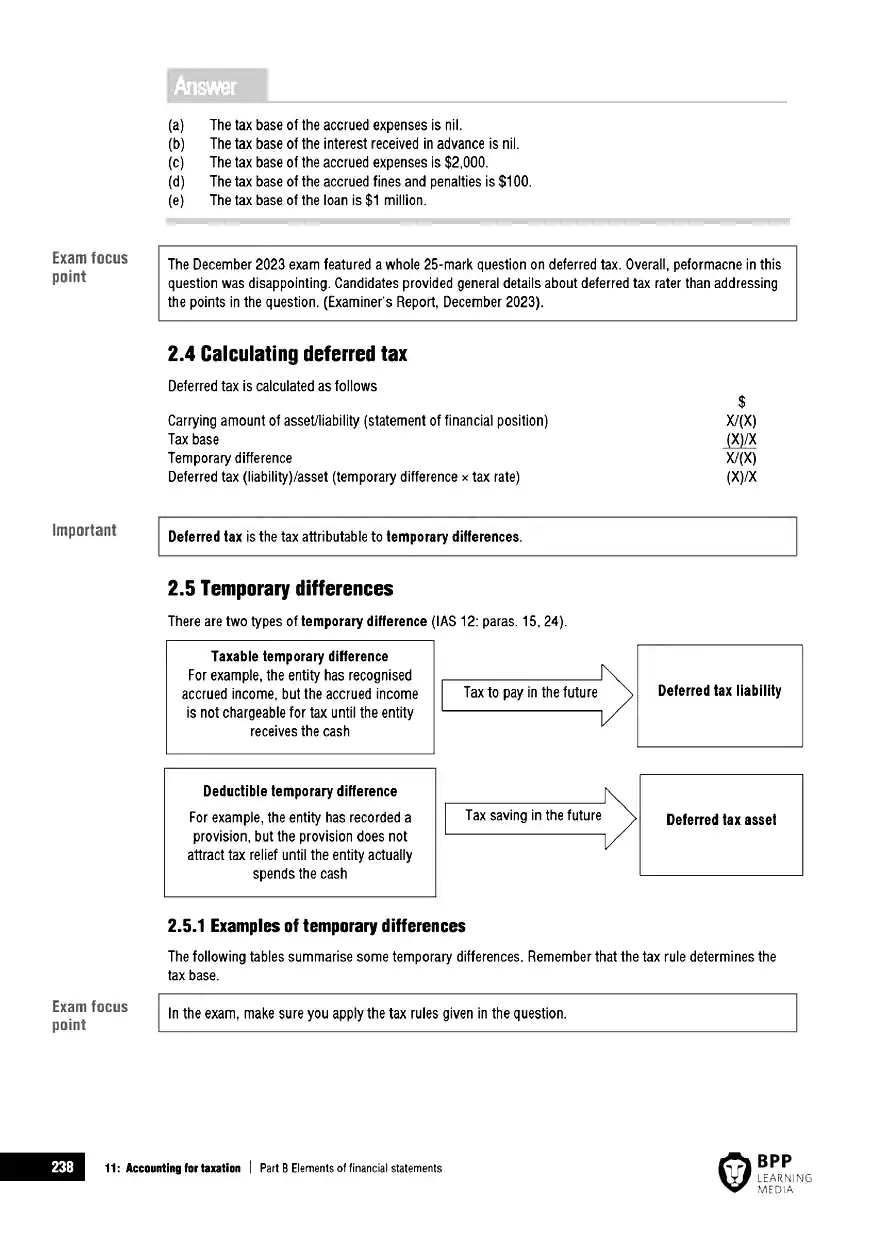 Answer
(a) The tax base of the accrued expenses is nil.
(b) The tax base of the interest received in advance is nil.
(c) The tax base of the accrued expenses is $2,000.
(d) The tax base of the accrued fines and penalties is $100.
(e) The tax base of the loan is $1 million.
Exam focus
point
The December 2023 exam featured a whole 25-mark question on deferred tax. Overall, peformacne in this
question was disappointing. Candidates provided general details about deferred tax rater than addressing
the points in the question. (Examiner's Report, December 2023).
2.4 Calculating deferred tax
Deferred tax is calculated as follows
$
Carrying amount of asset/liability (statement of financial position) X/(X)
Tax base (X)/X
Temporary difference X/(X)
Deferred tax (liability)/asset (temporary difference × tax rate) (X)/X
Important
Deferred tax is the tax attributable to temporary differences.
2.5 Temporary differences
There are two types of temporary difference (IAS 12: paras. 15, 24).
Taxable temporary difference
For example, the entity has recognised
accrued income, but the accrued income
is not chargeable for tax until the entity
receives the cash
Tax to pay in the future
Deferred tax liability
Deductible temporary difference
For example, the entity has recorded a
provision, but the provision does not
attract tax relief until the entity actually
spends the cash
Tax saving in the future
Deferred tax asset
2.5.1 Examples of temporary differences
The following tables summarise some temporary differences. Remember that the tax rule determines the
tax base.
Exam focus
point
In the exam, make sure you apply the tax rules given in the question.
238 11: Accounting for taxation | Part B Elements of financial statements
BPP
LEARNING
MEDIA